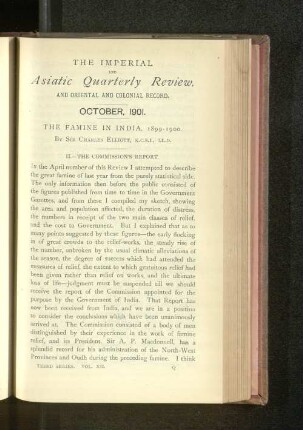 THE IMPERIAL
AND
Asiatic Quarterly Review,
AND ORIENTAL AND COLONIAL RECORD.
OCTOBER, 1901.
THE FAMINE IN INDIA, 1899-1900.
BY SIR CHARLES ELLIOTT, K.C.S.I., LL.D.
II.—THE COMMISSION'S REPORT
In the April number of this REVIEW I attempted to describe
the great famine of last year from the purely statistical side.
The only information then before the public consisted of
the figures published from time to time in the Government
Gazettes, and from these I compiled my sketch, showing
the area and population affected, the duration of distress,
the numbers in receipt of the two main classes of relief,
and the cost to Government. But I explained that as to
many points suggested by these figures—the early flocking
in of great crowds to the relief-works, the steady rise of
the number, unbroken by the usual climatic alleviations of
the season, the degree of success which had attended the
measures of relief, the extent to which gratuitous relief had
been given rather than relief on works, and the ultimate
loss of life—judgment must be suspended till we should
receive the report of the Commission appointed for the
purpose by the Government of India. That Report has
now been received from India, and we are in a position
to consider the conclusions which have been unanimously
arrived at. The Commission consisted of a body of men
distinguished by their experience in the work of famine
relief, and its President, Sir A. P. Macdonnell, has a
splendid record for his administration of the North-West
Provinces and Oudh during the preceding famine. I think
THIRD SERIES. VOL. XII. Q